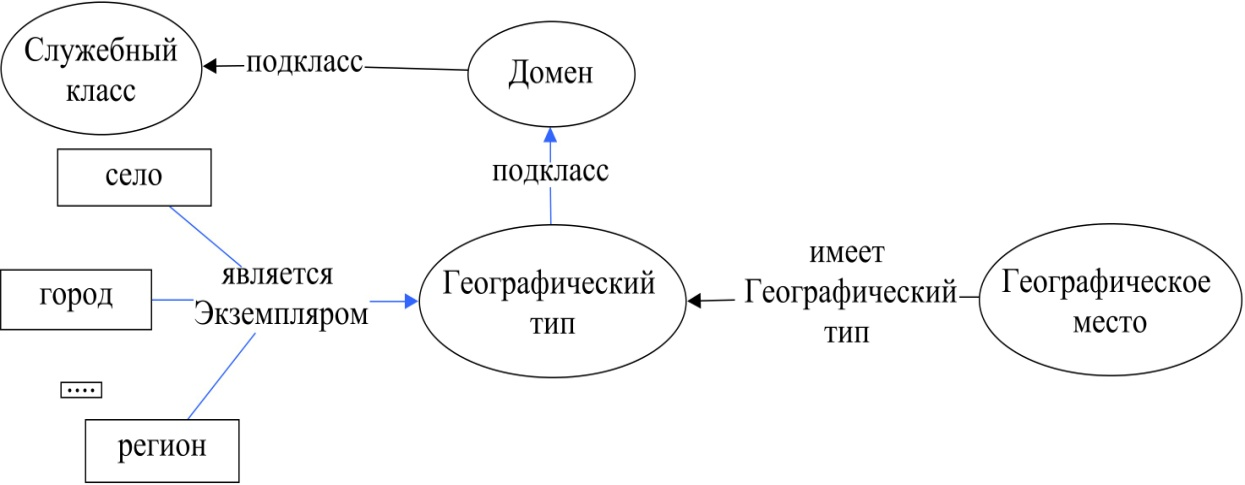 Служебный
класс
подкласс
Домен
село
подкласс
город
является
Экземпляром
Географический
тип
имеет
Географический
тип
Географическое
место
....
регион